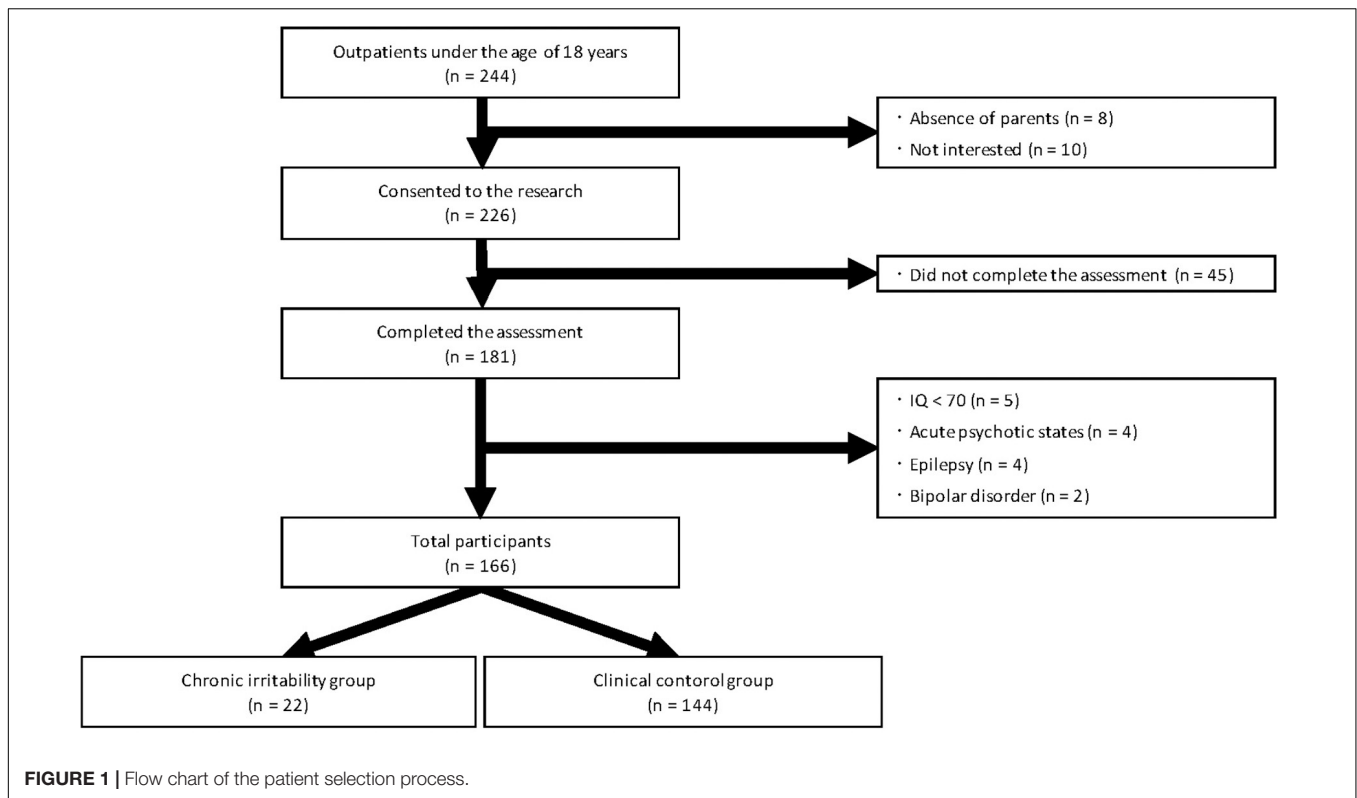 Outpatients under the age of 18 years
(n = 244)
・Absence of parents (n = 8)
・Not interested (n = 10)
Consented to the research
(n = 226)
・Did not complete the assessment (n = 45)
Completed the assessment
(n = 181)
・IQ < 70 (n = 5)
・Acute psychotic states (n = 4)
・Epilepsy (n = 4)
・Bipolar disorder (n = 2)
Total participants
(n = 166)
Chronic irritability group
(n = 22)
Clinical contorol group
(n = 144)
FIGURE 1 | Flow chart of the patient selection process.